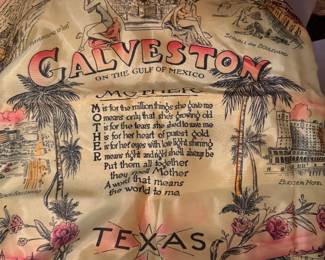 GALVESTON
ON THE GULF OF MEXICO
MOTHER
M is for the million things she gave me
O means only that she's growing old
T is for the tears she shed to save me
H is for her heart of purest gold
E is for her eyes with love light shining
R means right and right she'll always be
Put them all together
they spell Mother
A word that means
the world to me.
HOTEL
TEXAS